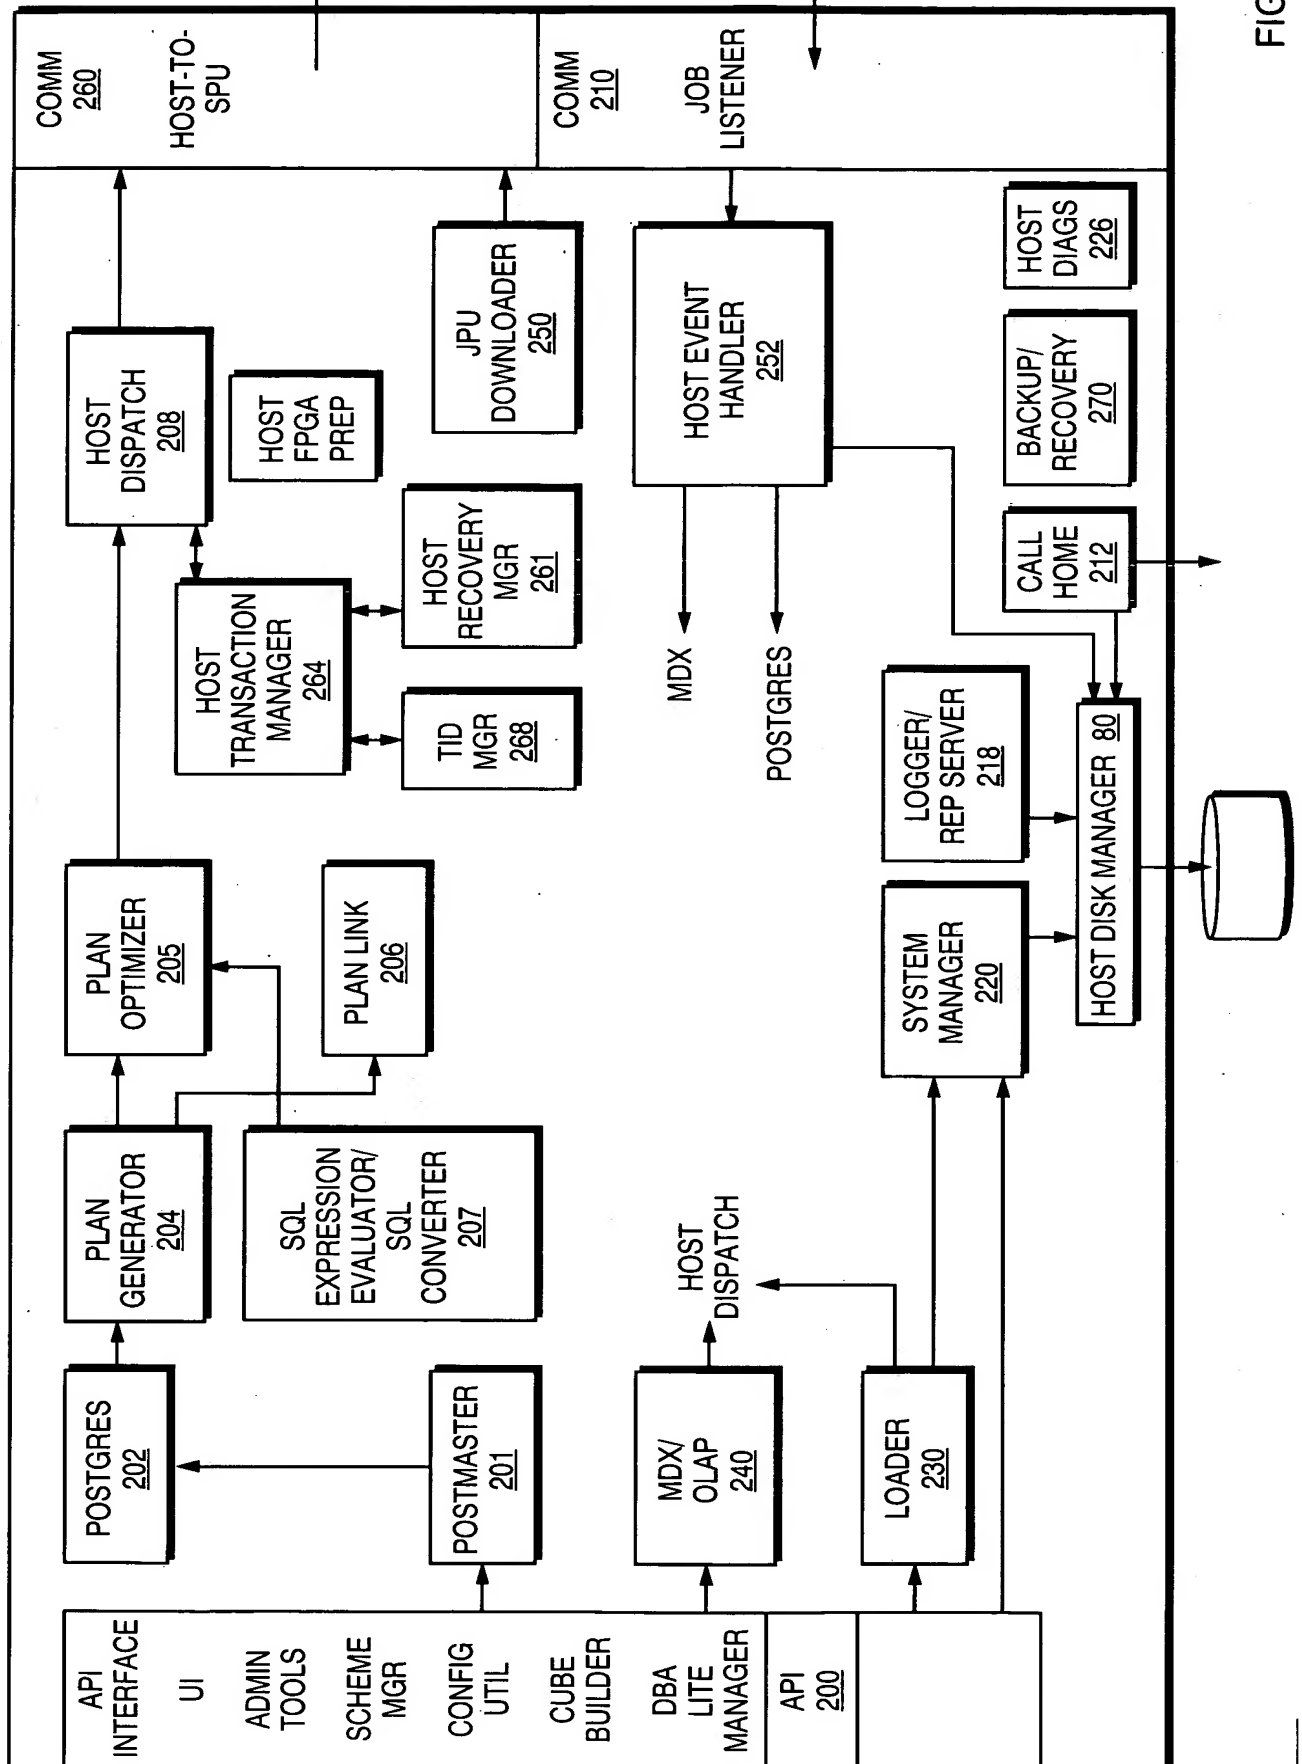 API
INTERFACE
UI
ADMIN
TOOLS
SCHEME
MGR
CONFIG
UTIL
CUBE
BUILDER
DBA
LITE
MANAGER
API
200
POSTGRES
202
POSTMASTER
201
MDX/
OLAP
240
LOADER
230
PLAN
GENERATOR
204
SQL
EXPRESSION
EVALUATOR/
SQL
CONVERTER
207
HOST
DISPATCH
PLAN
OPTIMIZER
205
PLAN LINK
206
SYSTEM
MANAGER
220
LOGGER/
REP SERVER
218
HOST DISK MANAGER 80
HOST
TRANSACTION
MANAGER
264
TID
MGR
268
HOST
RECOVERY
MGR
261
MDX
POSTGRES
HOST
DISPATCH
208
HOST
FPGA
PREP
JPU
DOWNLOADER
250
HOST EVENT
HANDLER
252
CALL
HOME
212
BACKUP/
RECOVERY
270
HOST
DIAGS
226
COMM
260
HOST-TO-
SPU
COMM
210
JOB
LISTENER
FIG